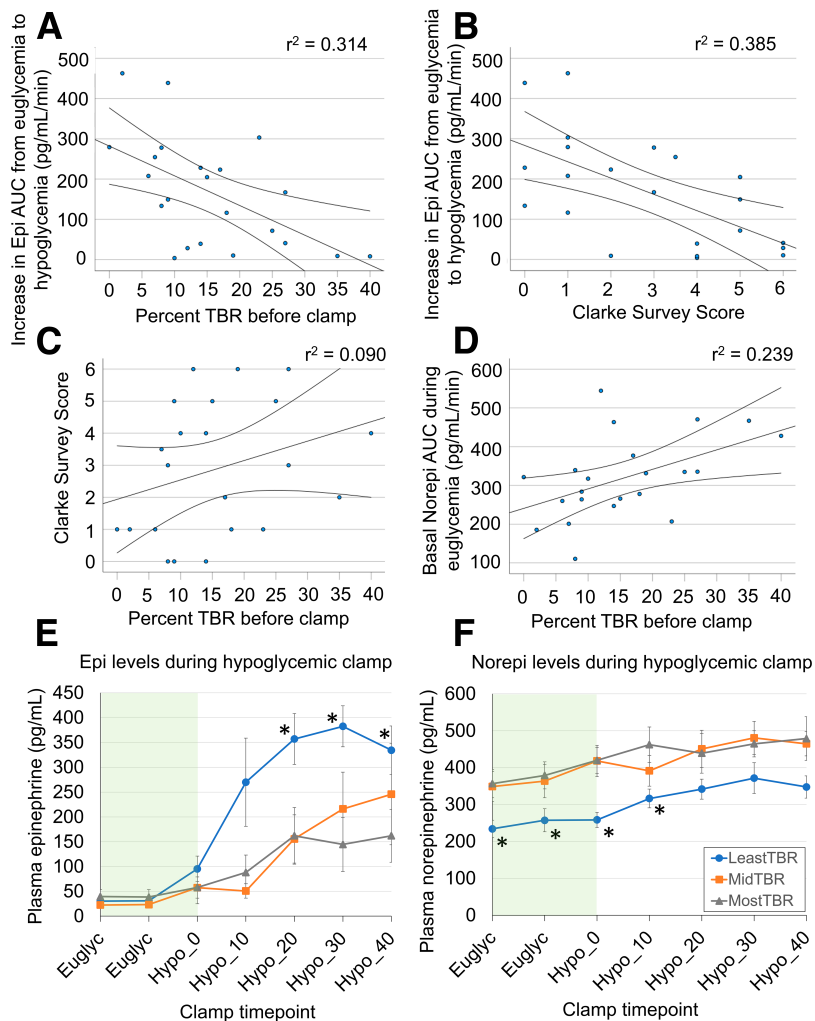 A
r² = 0.314
Increase in Epi AUC from euglycemia to
hypoglycemia (pg/mL/min)
500
400
300
200
100
0
0 5 10 15 20 25 30 35 40
Percent TBR before clamp
B
r² = 0.385
Increase in Epi AUC from euglycemia
to hypoglycemia (pg/mL/min)
500
400
300
200
100
0
0 1 2 3 4 5 6
Clarke Survey Score
C
r² = 0.090
Clarke Survey Score
6
5
4
3
2
1
0
0 5 10 15 20 25 30 35 40
Percent TBR before clamp
D
r² = 0.239
Basal Norepi AUC during
euglycemia (pg/mL/min)
600
500
400
300
200
100
0 5 10 15 20 25 30 35 40
Percent TBR before clamp
E
Epi levels during hypoglycemic clamp
Plasma epinephrine (pg/mL)
450
400
350
300
250
200
150
100
50
0
* * *
Euglyc Euglyc Hypo_0 Hypo_10 Hypo_20 Hypo_30 Hypo_40
Clamp timepoint
F
Norepi levels during hypoglycemic clamp
Plasma norepinephrine (pg/mL)
600
500
400
300
200
100
0
* * * *
LeastTBR
MidTBR
MostTBR
Euglyc Euglyc Hypo_0 Hypo_10 Hypo_20 Hypo_30 Hypo_40
Clamp timepoint